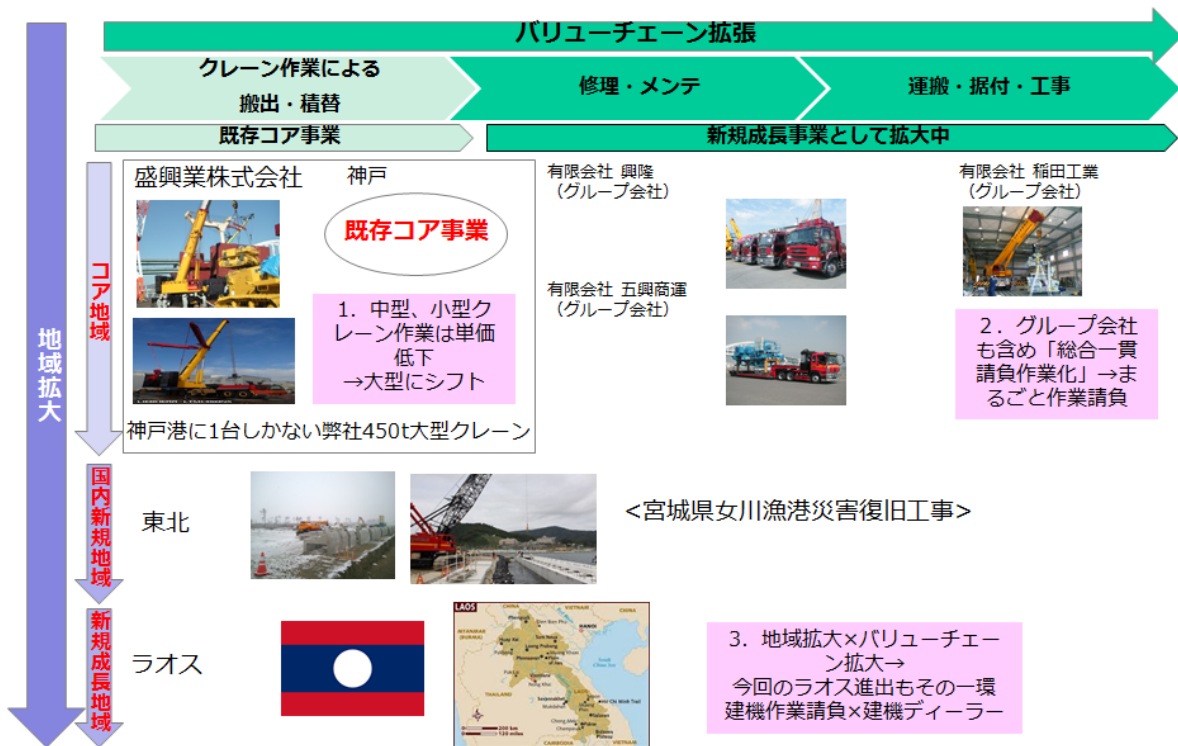 バリューチェーン拡張
クレーン作業による
搬出・積替
修理・メンテ
運搬・据付・工事
既存コア事業
新規成長事業として拡大中
地域拡大
コア地域
盛興業株式会社
神戸
既存コア事業
1．中型、小型ク
レーン作業は単価
低下
→大型にシフト
神戸港に1台しかない弊社450t大型クレーン
有限会社 興隆
（グループ会社）
有限会社 五興商運
（グループ会社）
有限会社 稲田工業
（グループ会社）
２．グループ会社
も含め「総合一貫
請負作業化」→ま
るごと作業請負
国内新規地域
東北
<宮城県女川漁港災害復旧工事>
新規成長地域
ラオス
LAOS
CHINA
VIETNAM
CHINA
HANOI
THAILAND
LAOS
CAMBODIA
VIETNAM
3．地域拡大×バリューチェー
ン拡大→
今回のラオス進出もその一環
建機作業請負×建機ディーラー